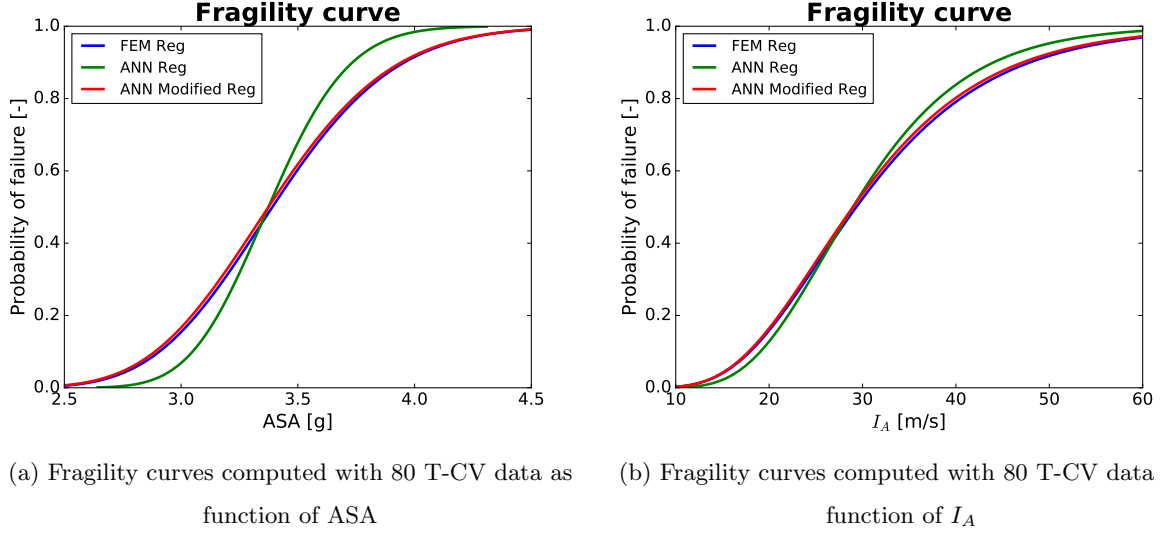 Fragility curve
FEM Reg
ANN Reg
ANN Modified Reg
Probability of failure [-]
1.0
0.8
0.6
0.4
0.2
0.0
2.5 3.0 3.5 4.0 4.5
ASA [g]
(a) Fragility curves computed with 80 T-CV data as
function of ASA
Fragility curve
FEM Reg
ANN Reg
ANN Modified Reg
Probability of failure [-]
1.0
0.8
0.6
0.4
0.2
0.0
10 20 30 40 50 60
I_A [m/s]
(b) Fragility curves computed with 80 T-CV data
function of I_A